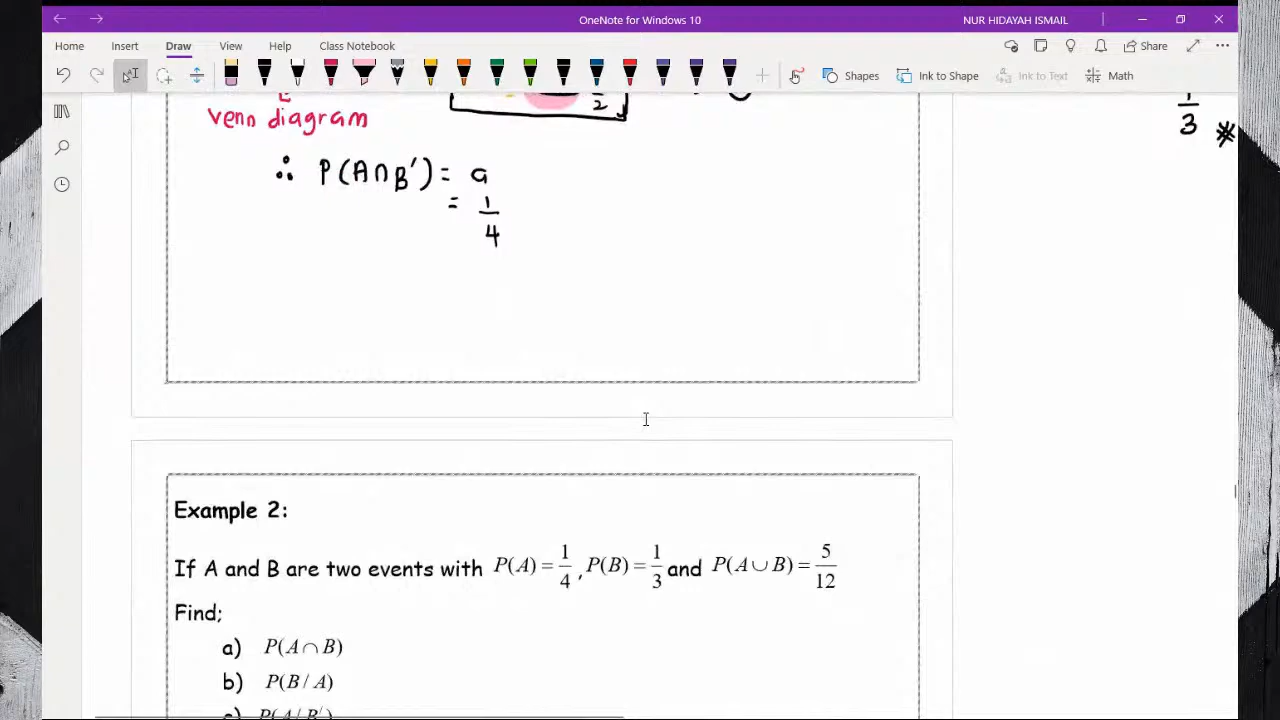 OneNote for Windows 10
NUR HIDAYAH ISMAIL
Home Insert Draw View Help Class Notebook
Share
Shapes Ink to Shape Ink to Text Math
venn diagram
1/2
1/3 *
∴ P(A∩B′) = a
= 1/4
Example 2:
If A and B are two events with P(A) = 1/4, P(B) = 1/3 and P(A ∪ B) = 5/12
Find;
a) P(A ∩ B)
b) P(B / A)
c) P(A / B′)